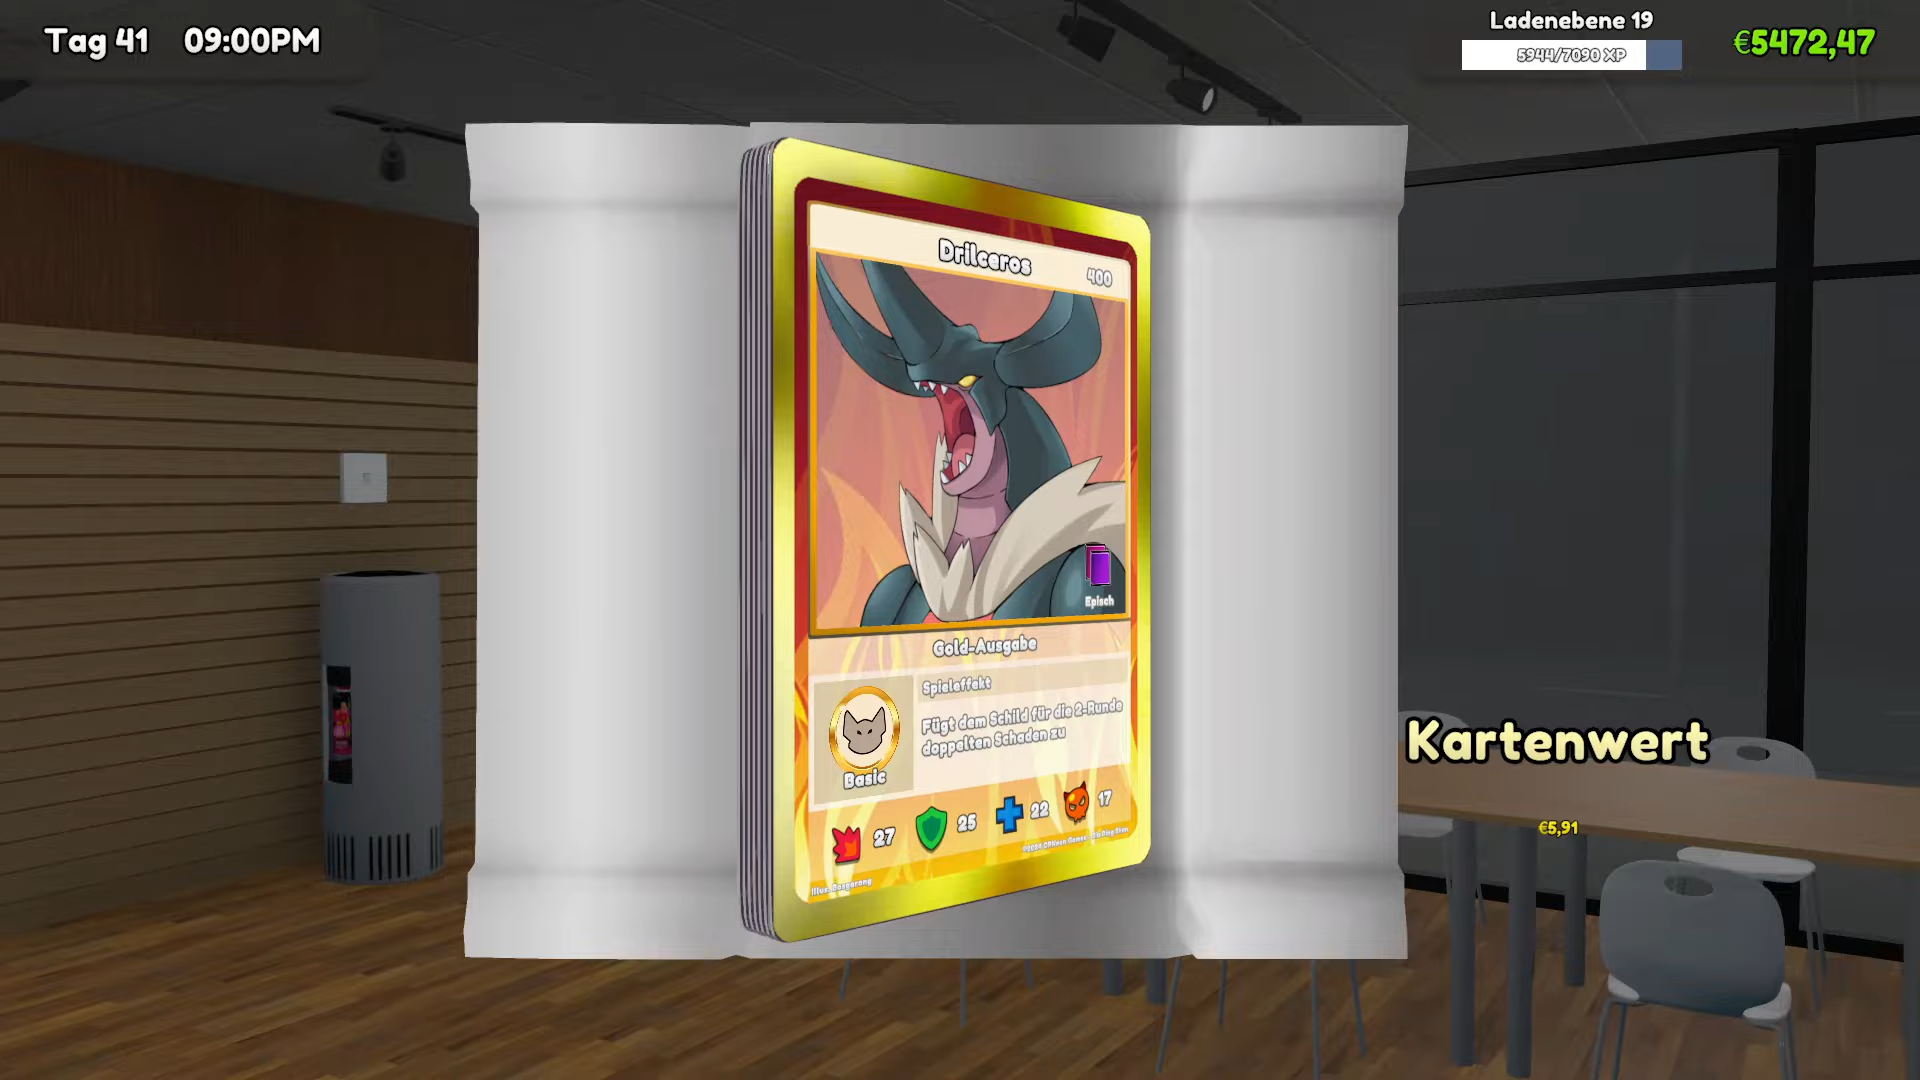 Tag 41 09:00PM
Ladenebene 19
5944/7090 XP
€5472,47
Drilceros
400
Episch
Gold-Ausgabe
Spieleffekt
Fügt dem Schild für die 2-Runde
doppelten Schaden zu
Basic
27 25 22 17
Kartenwert
€5,91